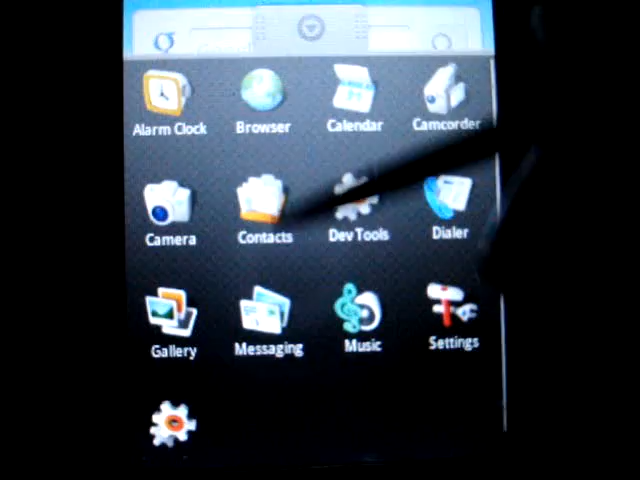 Alarm Clock Browser Calendar Camcorder
Camera Contacts Dev Tools Dialer
Gallery Messaging Music Settings